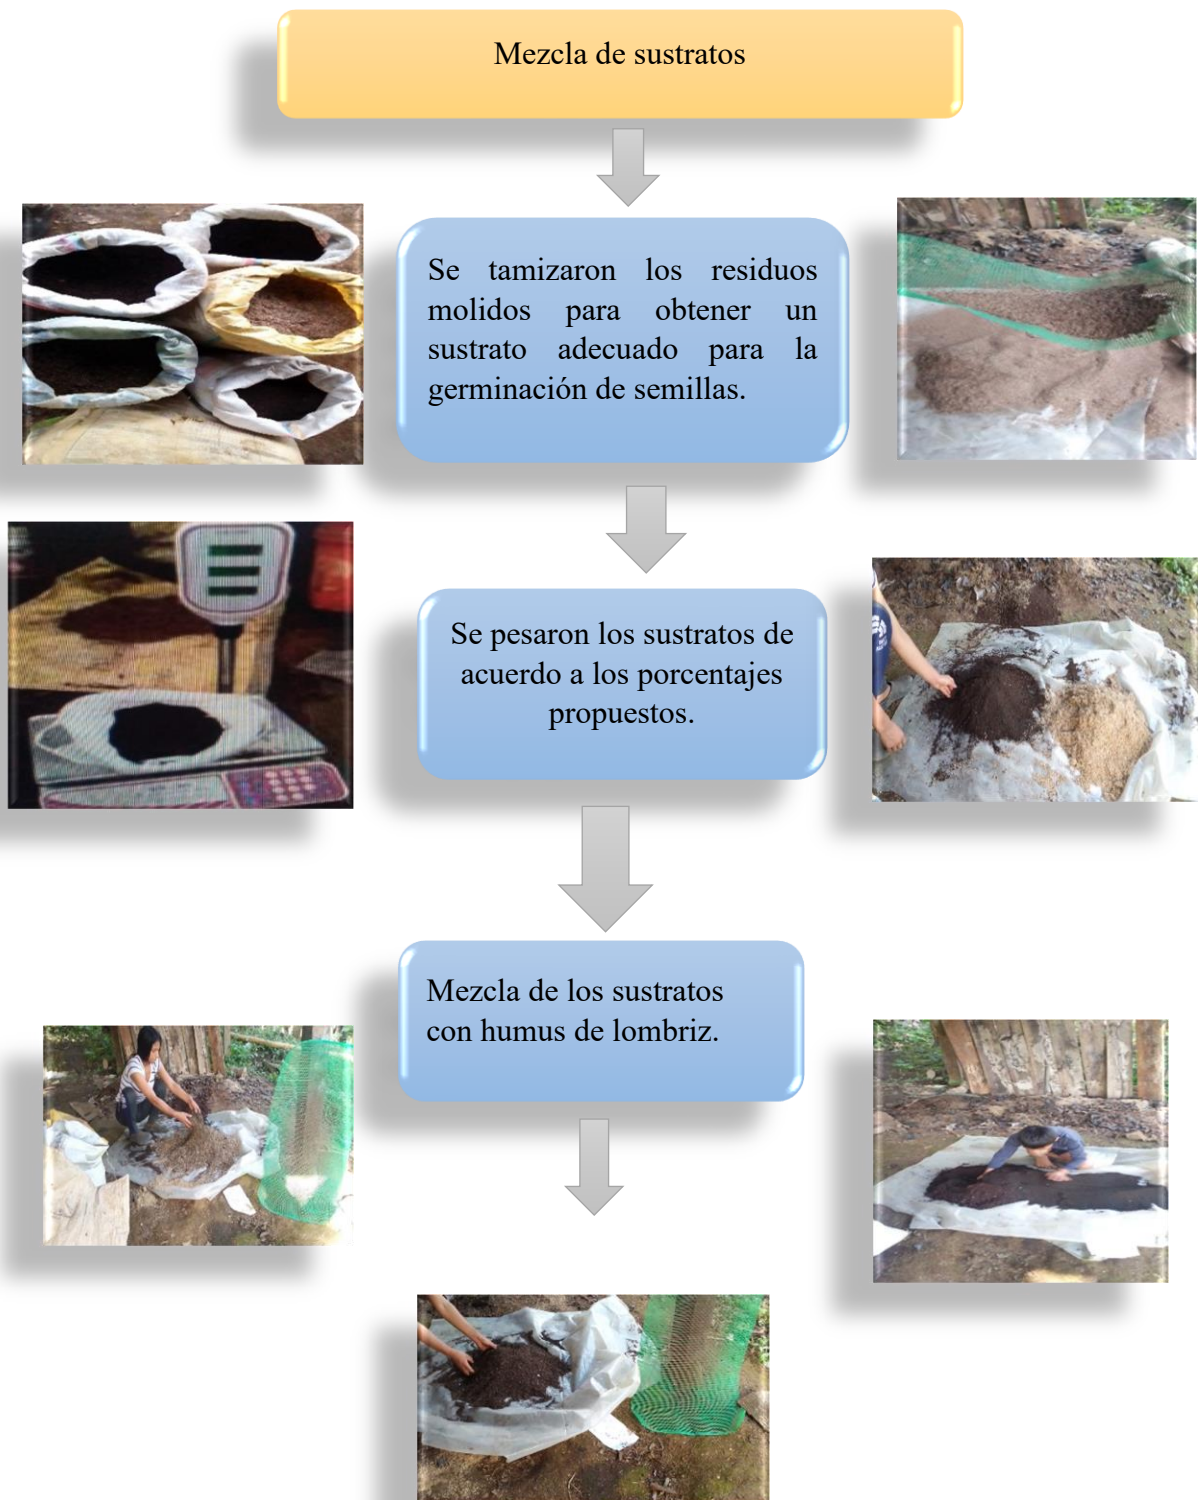 Mezcla de sustratos
Se tamizaron los residuos
molidos para obtener un
sustrato adecuado para la
germinación de semillas.
Se pesaron los sustratos de
acuerdo a los porcentajes
propuestos.
Mezcla de los sustratos
con humus de lombriz.